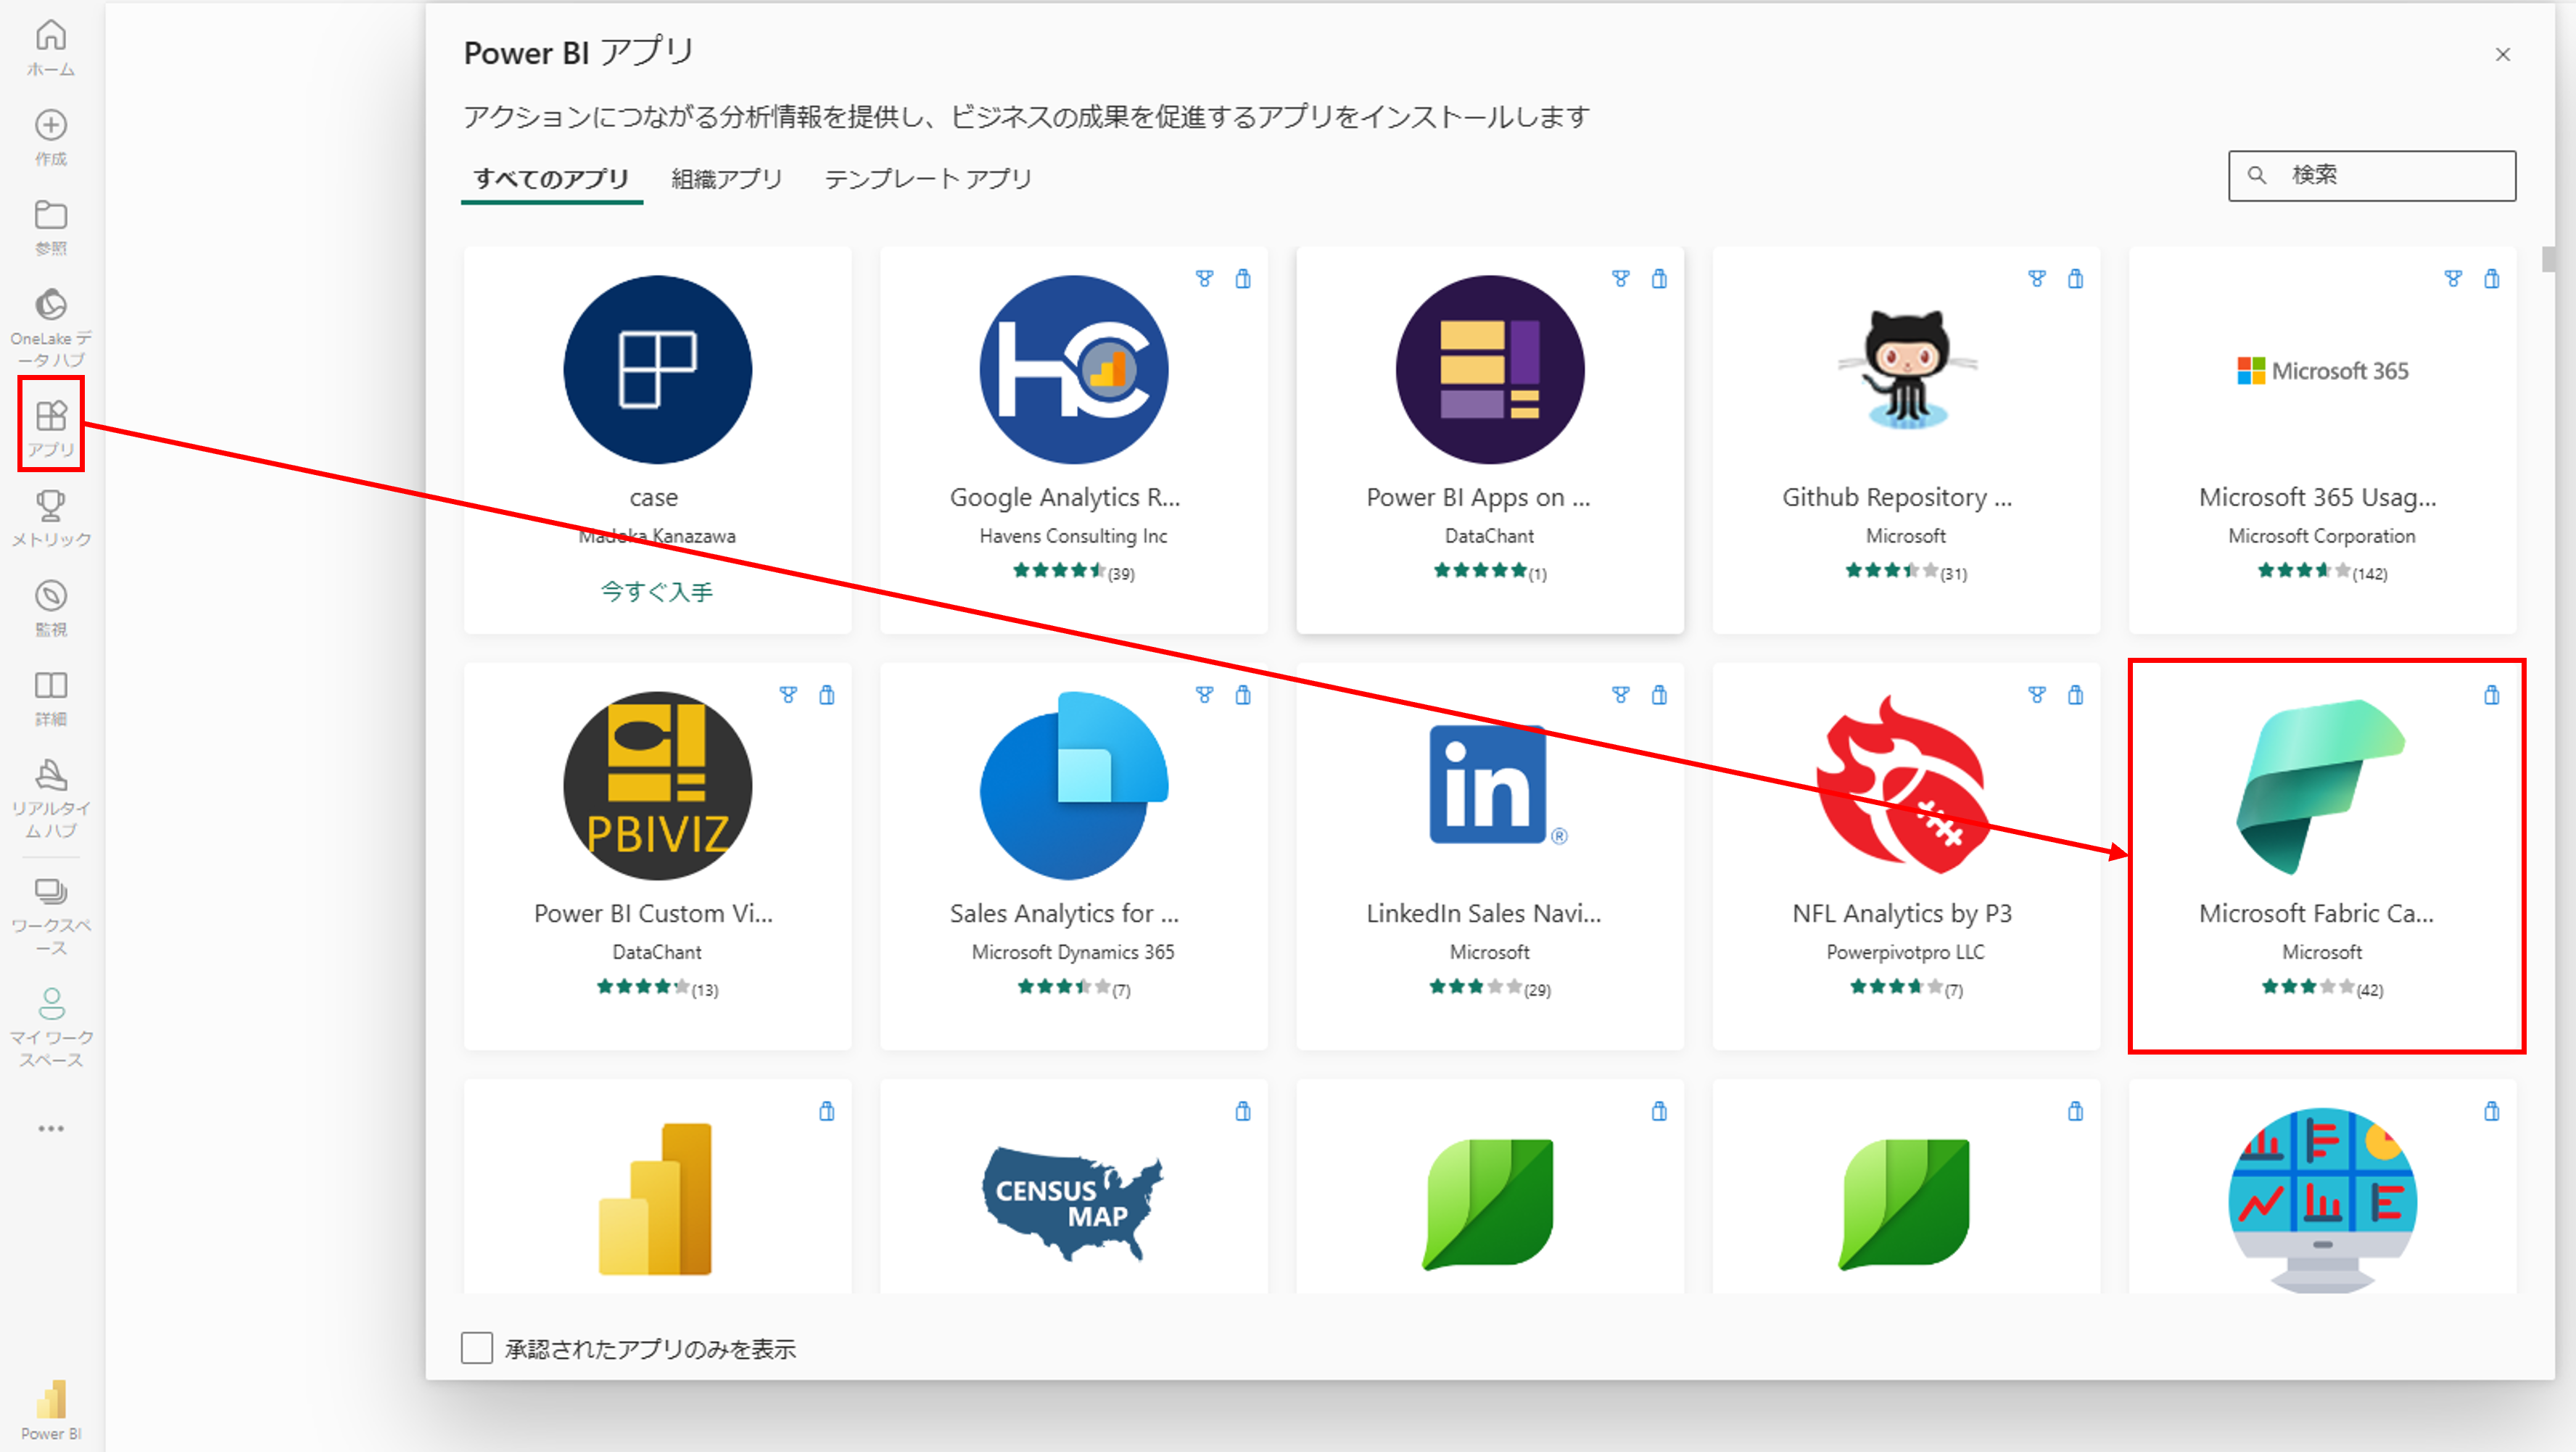 ホーム
作成
参照
OneLake デ
ータ ハブ
アプリ
メトリック
監視
詳細
リアルタイ
ム ハブ
ワークスペ
ース
マイ ワーク
スペース
Power BI
Power BI アプリ
アクションにつながる分析情報を提供し、ビジネスの成果を促進するアプリをインストールします
すべてのアプリ 組織アプリ テンプレート アプリ
検索
case
Madoka Kanazawa
今すぐ入手
HC
Google Analytics R...
Havens Consulting Inc
(39)
Power BI Apps on ...
DataChant
(1)
Github Repository ...
Microsoft
(31)
Microsoft 365
Microsoft 365 Usag...
Microsoft Corporation
(142)
PBIVIZ
Power BI Custom Vi...
DataChant
(13)
Sales Analytics for ...
Microsoft Dynamics 365
(7)
in®
LinkedIn Sales Navi...
Microsoft
(29)
NFL Analytics by P3
Powerpivotpro LLC
(7)
Microsoft Fabric Ca...
Microsoft
(42)
CENSUS
MAP
承認されたアプリのみを表示